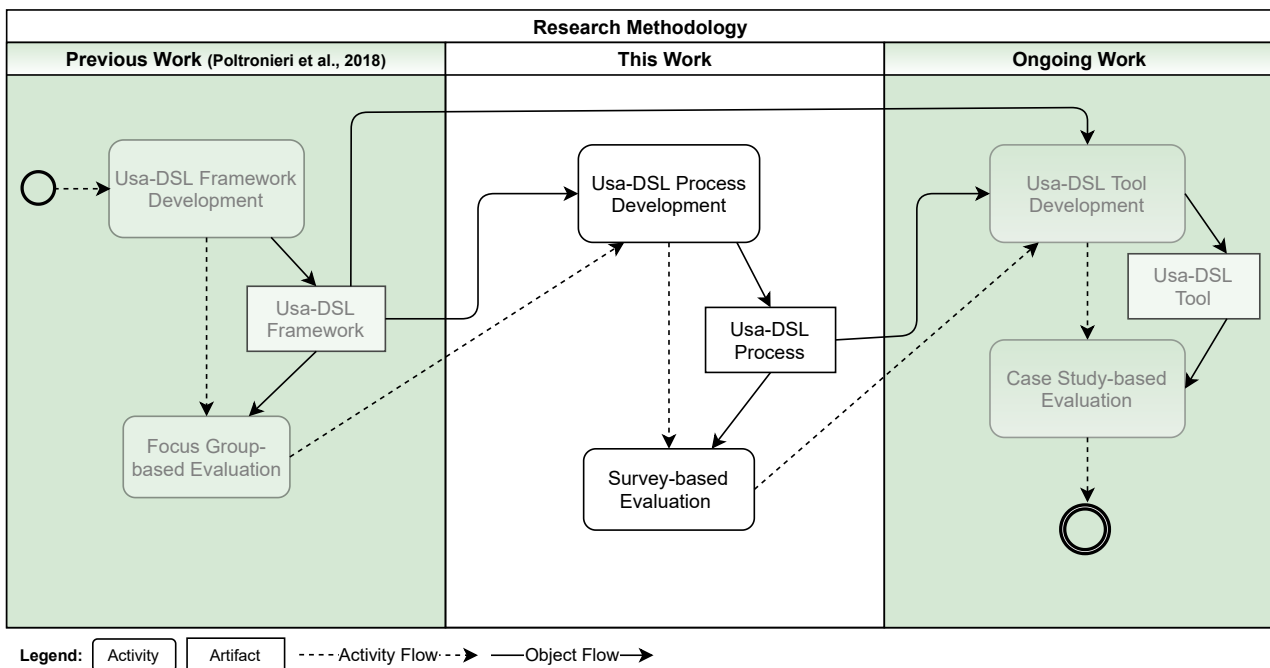 Research Methodology
Previous Work (Poltronieri et al., 2018)
This Work
Ongoing Work
Usa-DSL Framework
Development
Usa-DSL
Framework
Focus Group-
based Evaluation
Usa-DSL Process
Development
Usa-DSL
Process
Survey-based
Evaluation
Usa-DSL Tool
Development
Usa-DSL
Tool
Case Study-based
Evaluation
Legend: Activity Artifact Activity Flow Object Flow